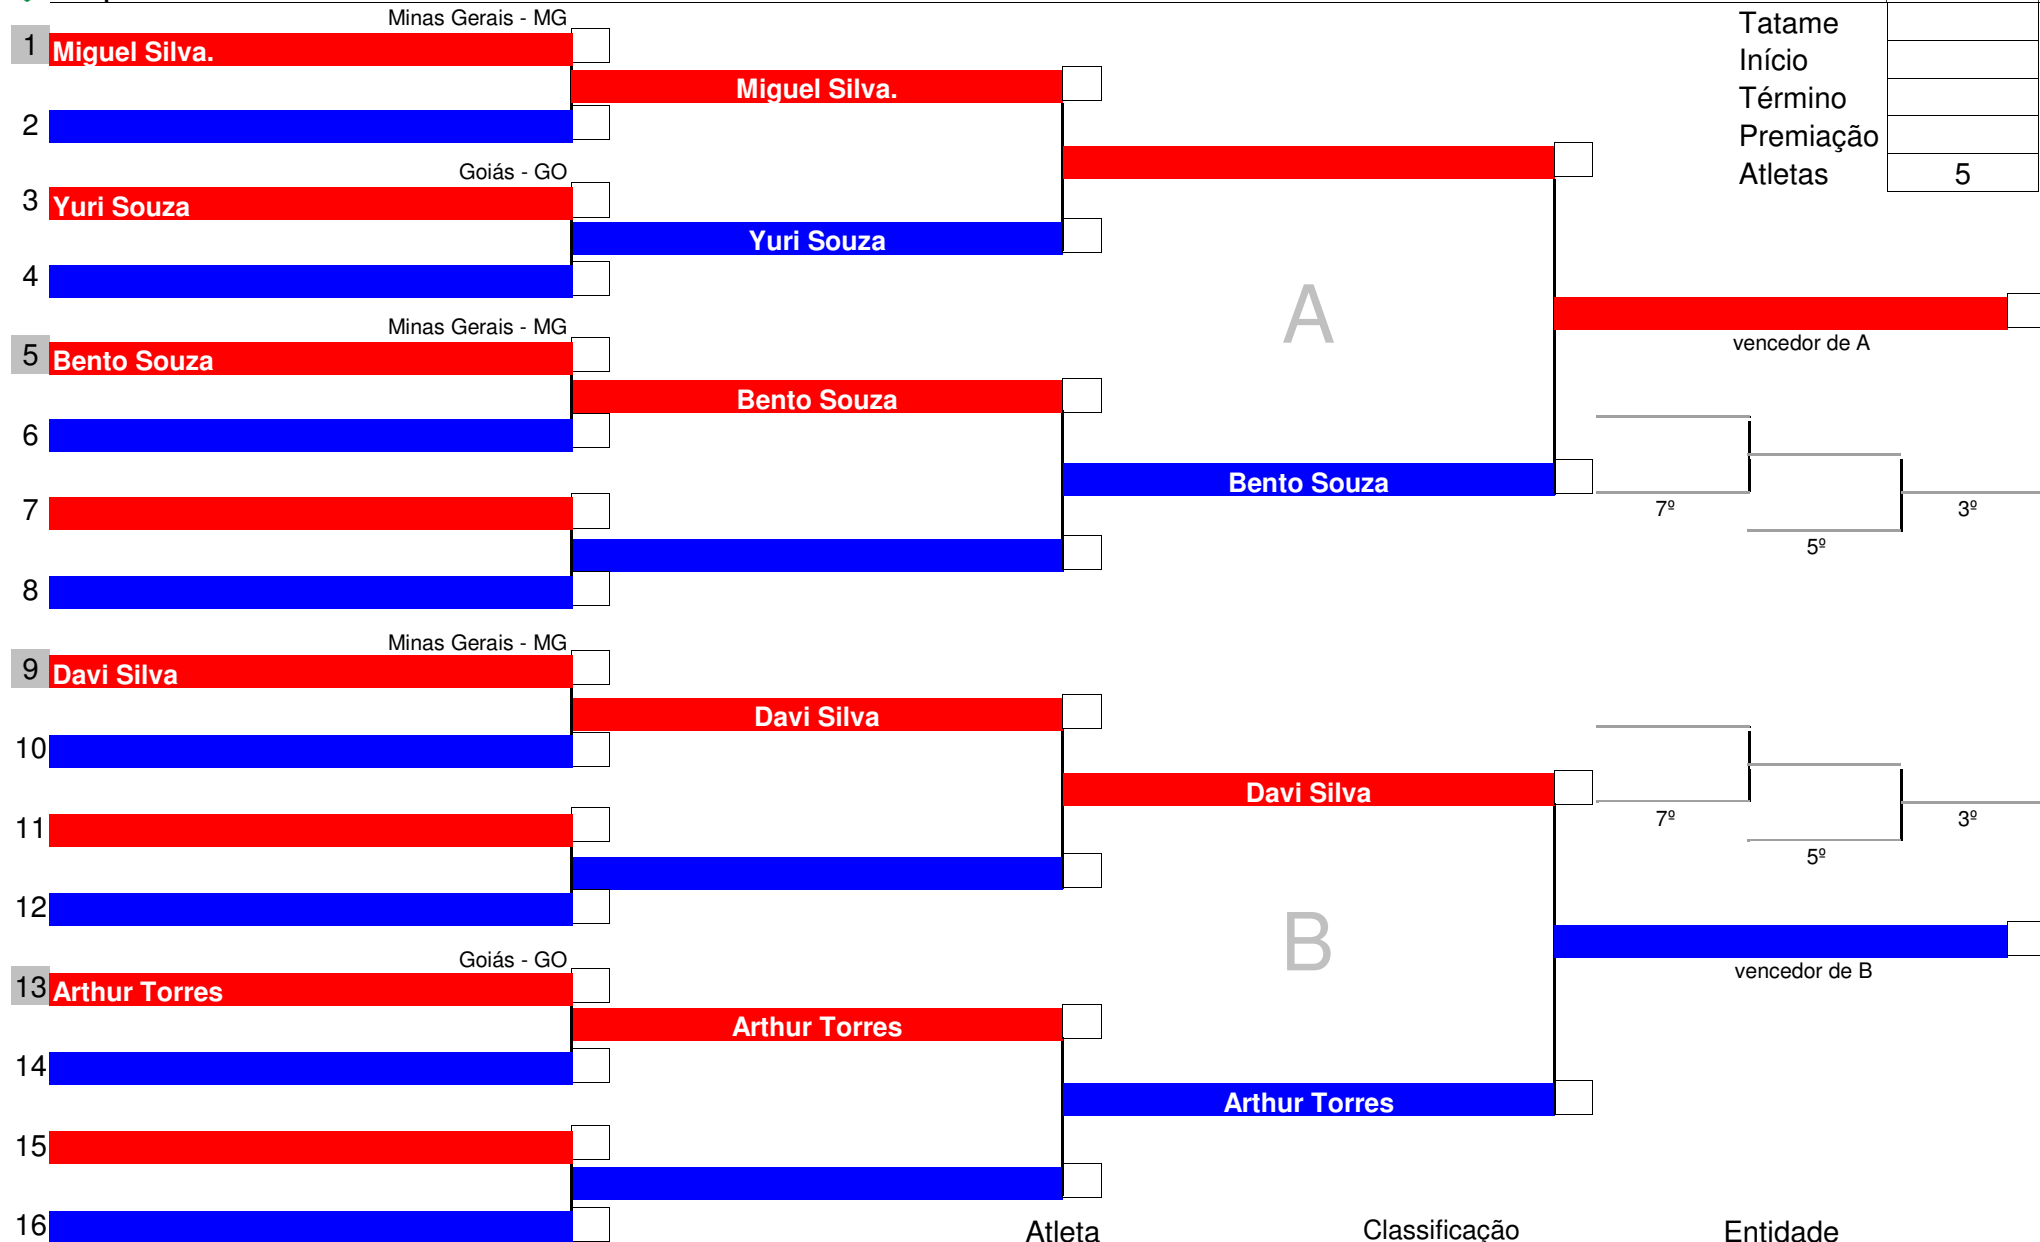 Minas Gerais - MG
1 Miguel Silva.
Miguel Silva.
2
Goiás - GO
3 Yuri Souza
Yuri Souza
4
Minas Gerais - MG
5 Bento Souza
Bento Souza
6
Bento Souza
7
8
Minas Gerais - MG
9 Davi Silva
Davi Silva
10
Davi Silva
11
12
Goiás - GO
13 Arthur Torres
Arthur Torres
14
Arthur Torres
15
16
A
B
Tatame
Início
Término
Premiação
Atletas 5
vencedor de A
7º
3º
5º
7º
3º
5º
vencedor de B
Atleta Classificação Entidade